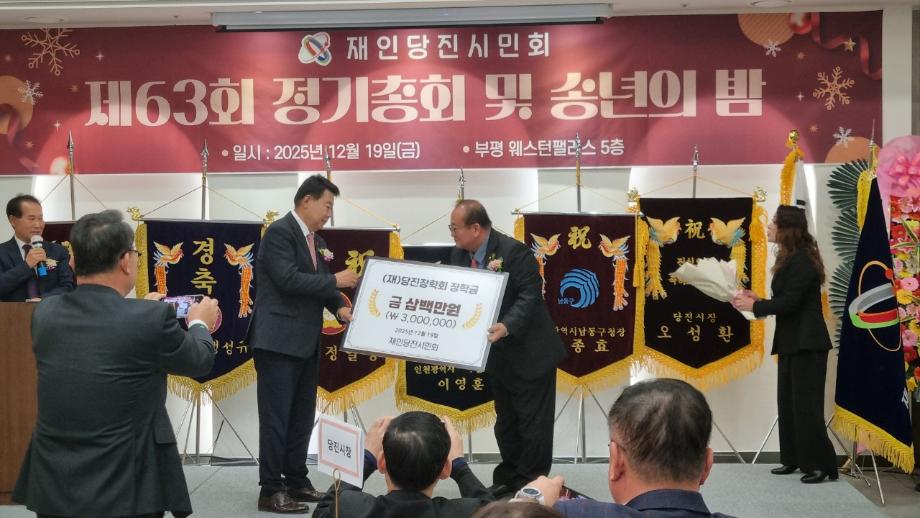 재인당진시민회
제63회 정기총회 및 송년의 밤
• 일시 : 2025년 12월 19일(금) • 부평 웨스턴팰리스 5층
경축
祝
祝
남동구
당진시장
오성환
(재)당진장학회 장학금
금 삼백만원
(₩ 3,000,000)
2025년 12월 19일
재인당진시민회
이영훈
종효
당진시장